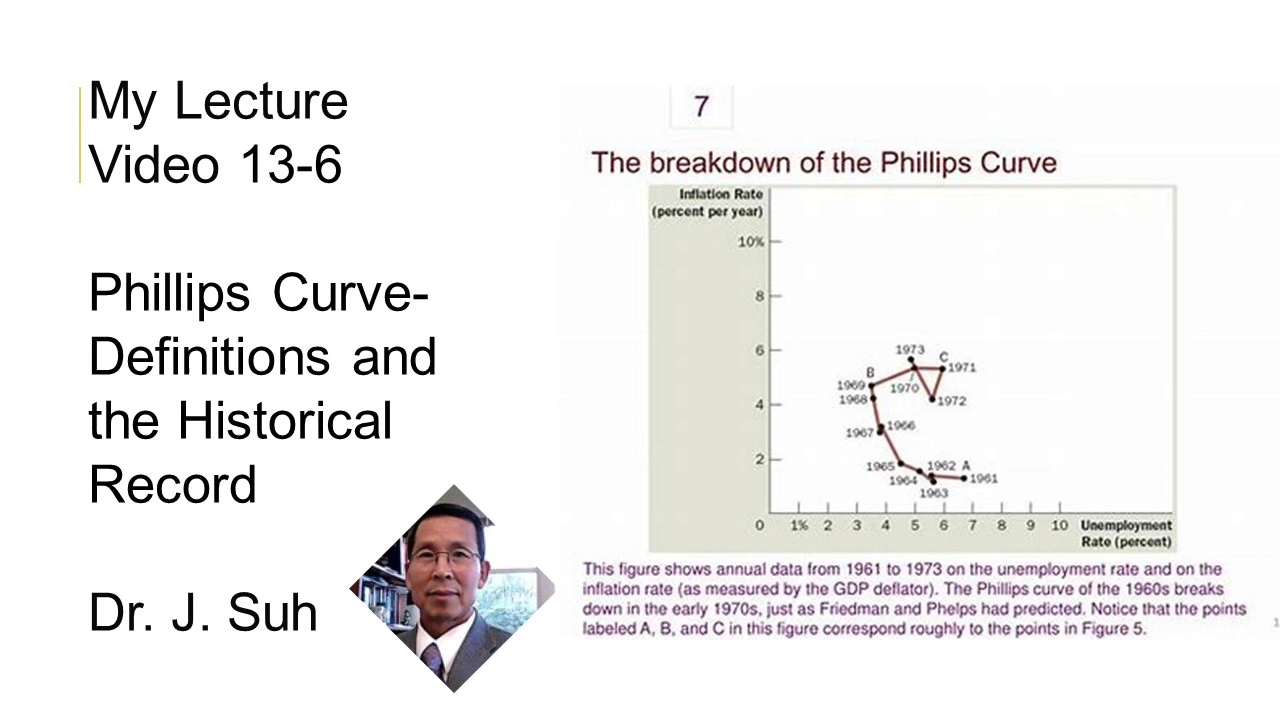 My Lecture
Video 13-6
Phillips Curve-
Definitions and
the Historical
Record
Dr. J. Suh
7
The breakdown of the Phillips Curve
Inflation Rate
(percent per year)
10%
8
6
4
2
0
1973
C
1971
B
1969
1970
1968
1972
1966
1967
1965
1962 A
1961
1964
1963
1% 2 3 4 5 6 7 8 9 10 Unemployment
Rate (percent)
This figure shows annual data from 1961 to 1973 on the unemployment rate and on the
inflation rate (as measured by the GDP deflator). The Phillips curve of the 1960s breaks
down in the early 1970s, just as Friedman and Phelps had predicted. Notice that the points
labeled A, B, and C in this figure correspond roughly to the points in Figure 5.
1